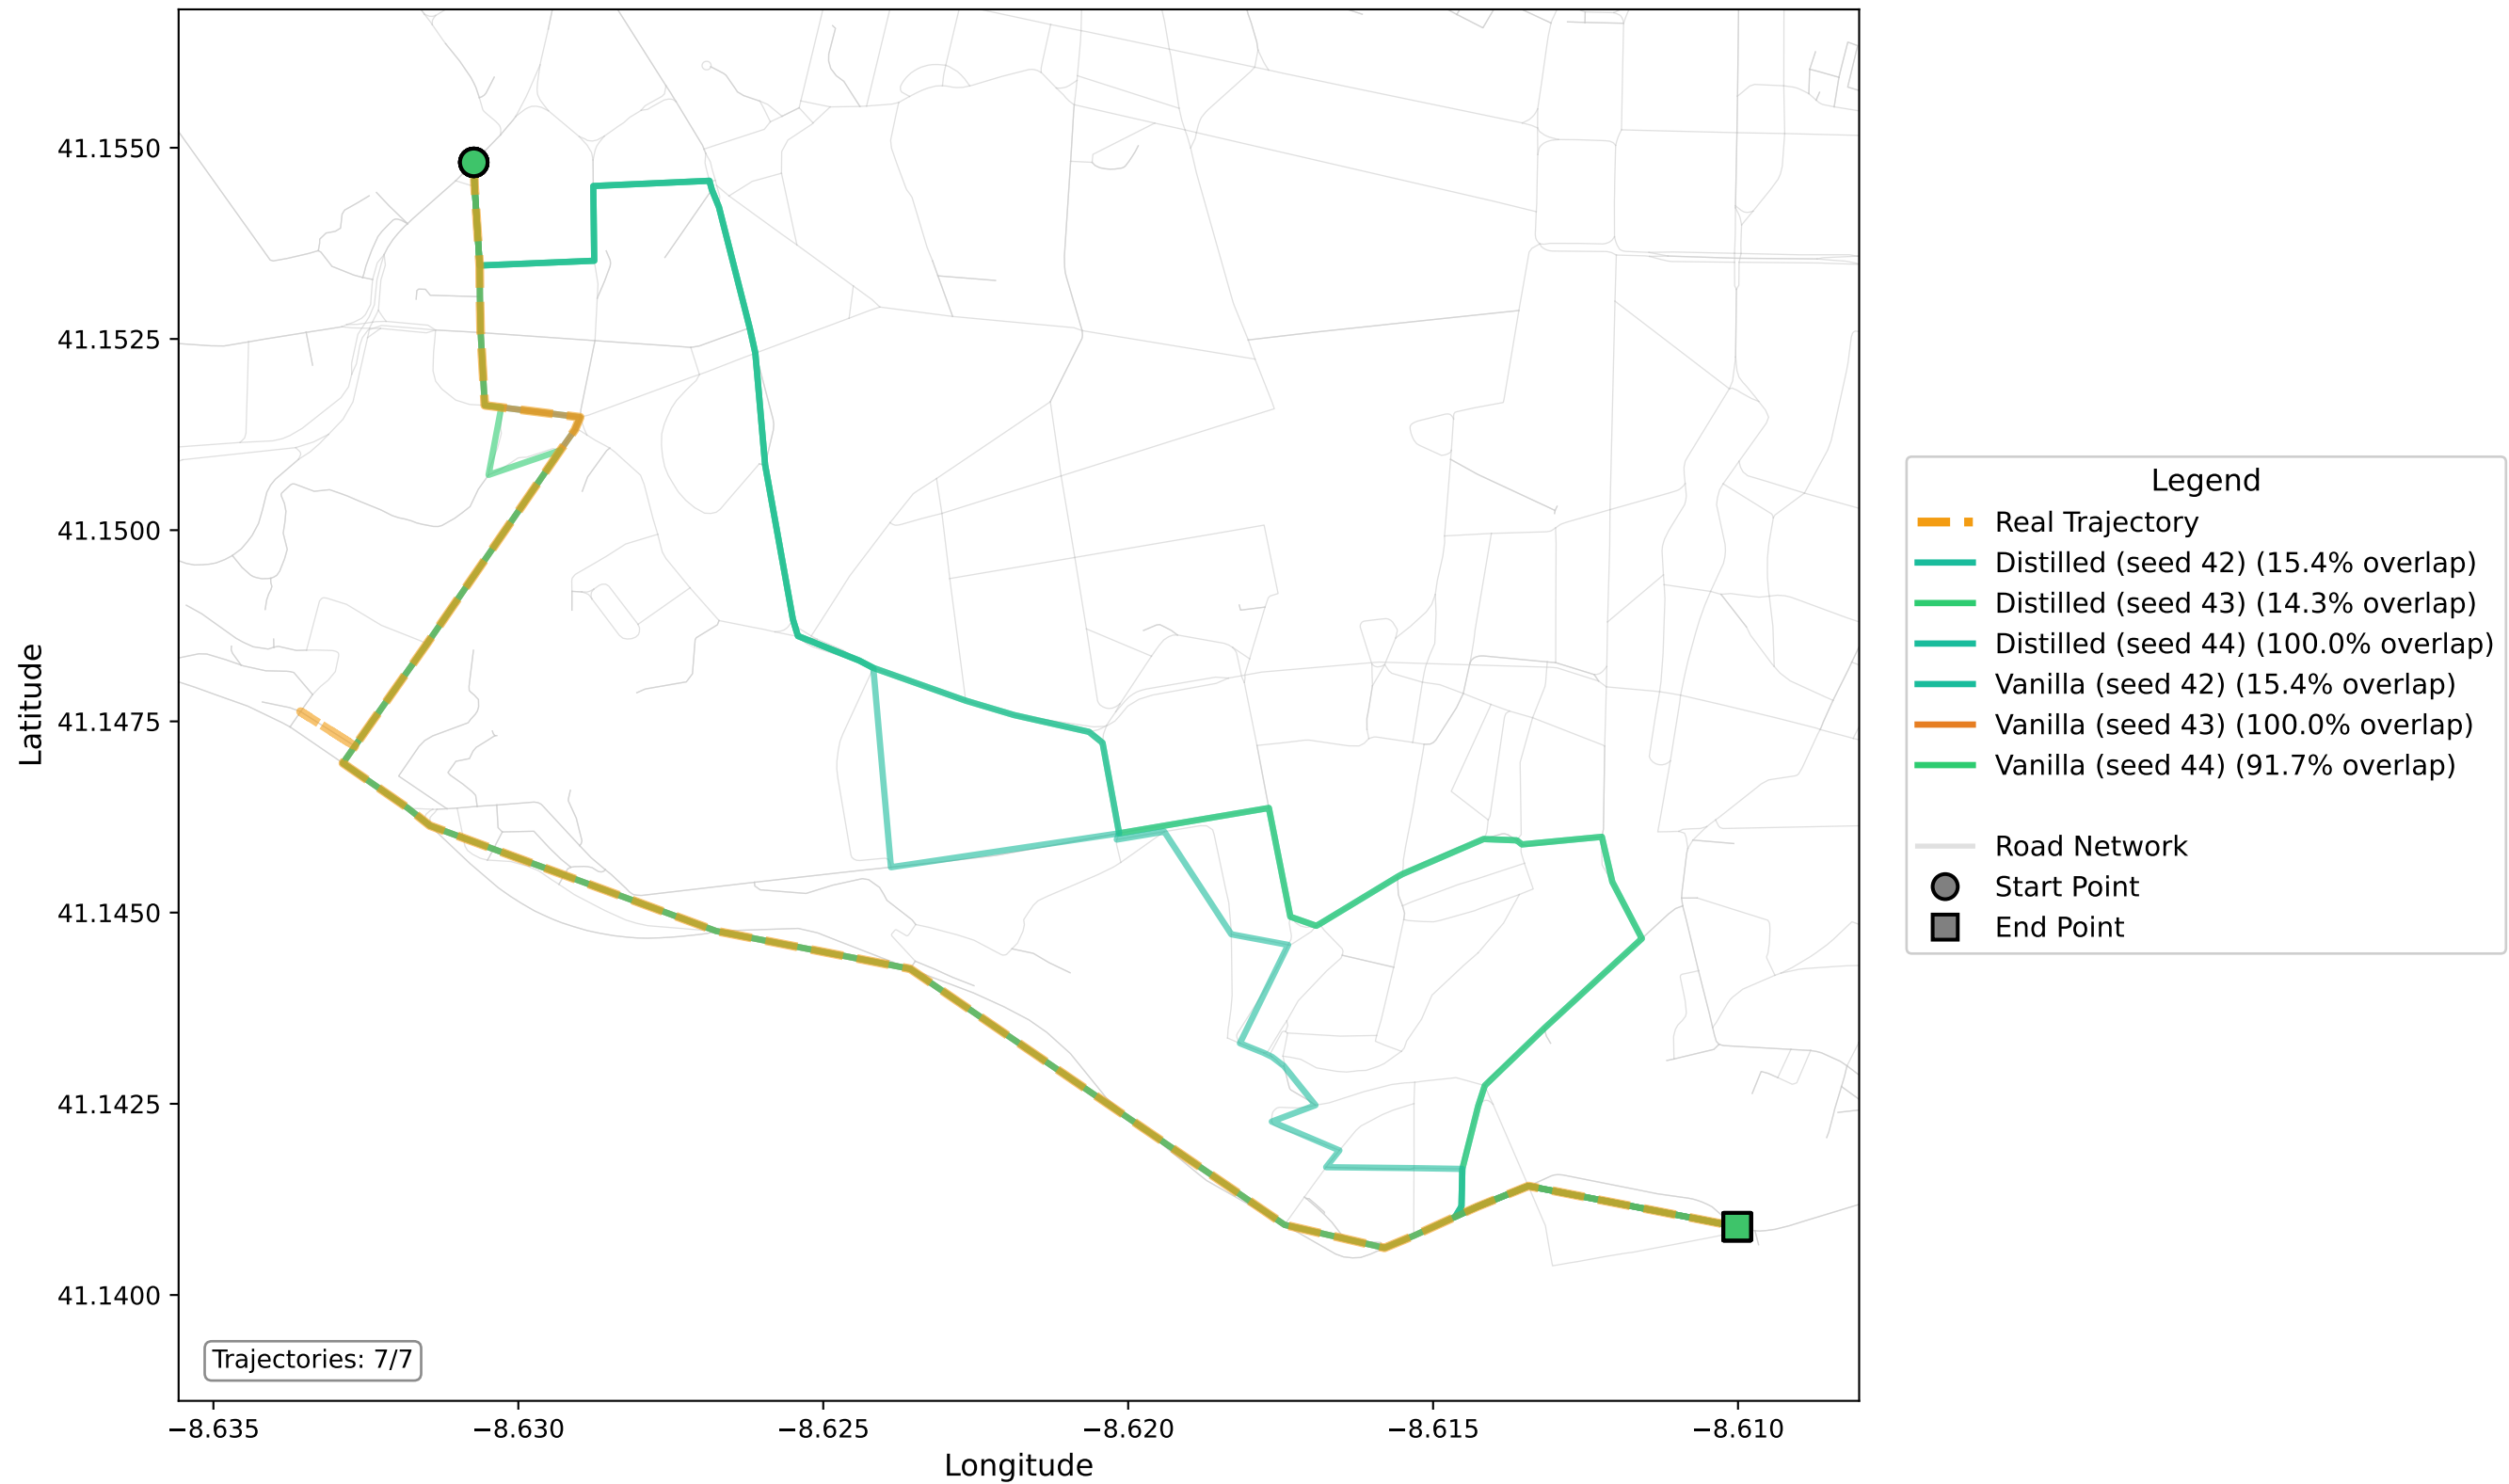 41.1550
41.1525
41.1500
41.1475
41.1450
41.1425
41.1400
Latitude
−8.635
−8.630
−8.625
−8.620
−8.615
−8.610
Longitude
Trajectories: 7/7
Legend
Real Trajectory
Distilled (seed 42) (15.4% overlap)
Distilled (seed 43) (14.3% overlap)
Distilled (seed 44) (100.0% overlap)
Vanilla (seed 42) (15.4% overlap)
Vanilla (seed 43) (100.0% overlap)
Vanilla (seed 44) (91.7% overlap)
Road Network
Start Point
End Point